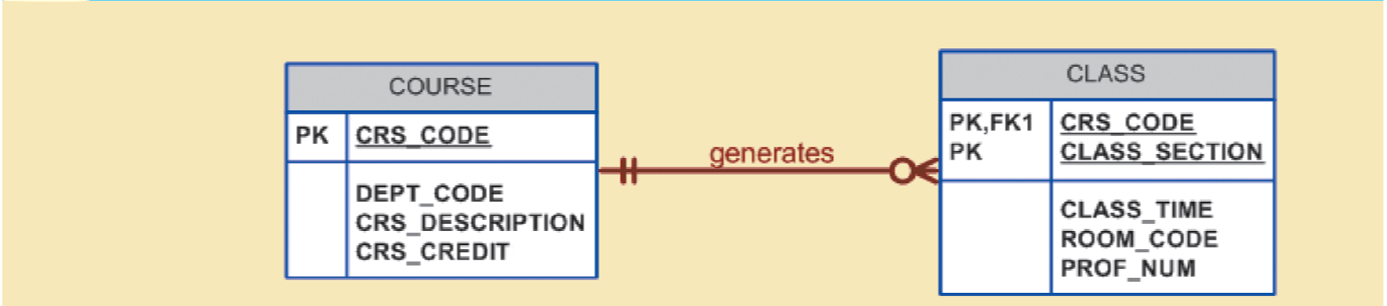 COURSE
PK CRS_CODE
DEPT_CODE
CRS_DESCRIPTION
CRS_CREDIT
generates
CLASS
PK,FK1 CRS_CODE
PK CLASS_SECTION
CLASS_TIME
ROOM_CODE
PROF_NUM